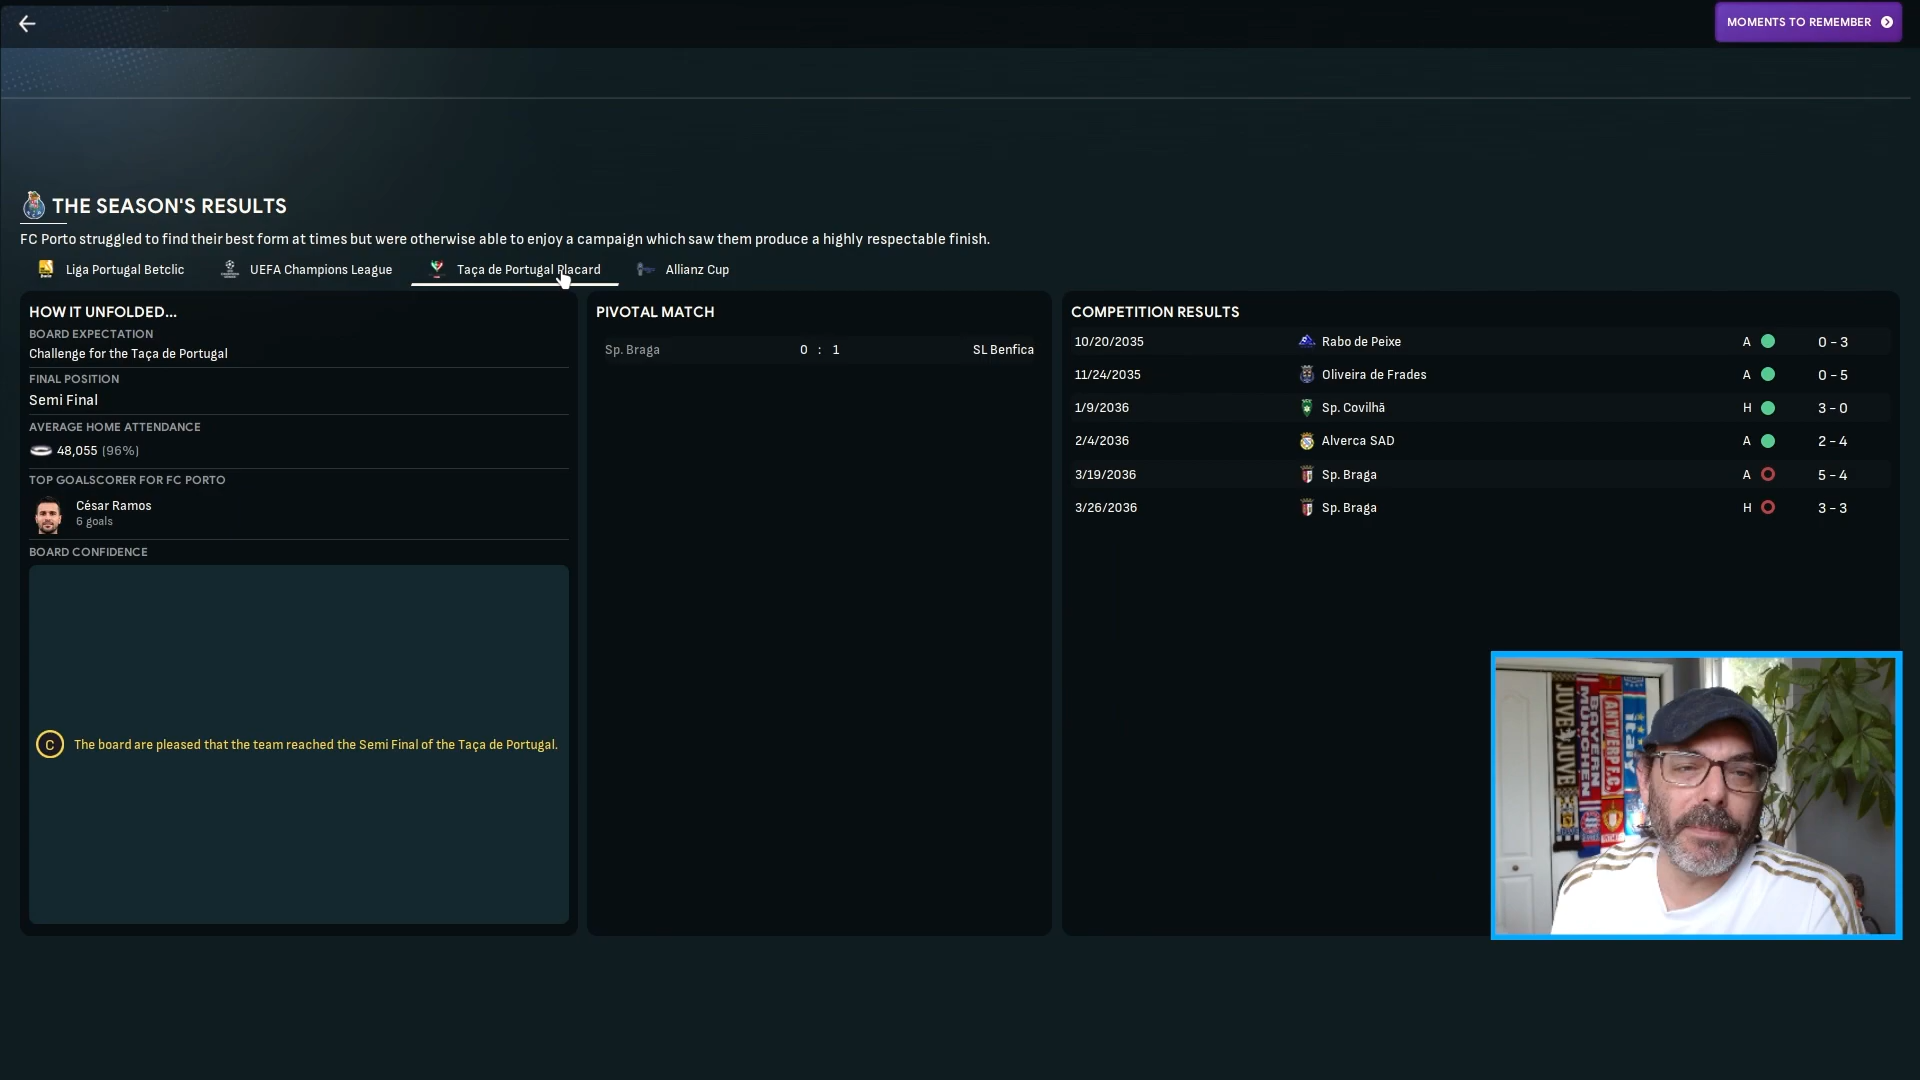 MOMENTS TO REMEMBER
THE SEASON'S RESULTS
FC Porto struggled to find their best form at times but were otherwise able to enjoy a campaign which saw them produce a highly respectable finish.
Liga Portugal Betclic
UEFA Champions League
Taça de Portugal Placard
Allianz Cup
HOW IT UNFOLDED...
BOARD EXPECTATION
Challenge for the Taça de Portugal
FINAL POSITION
Semi Final
AVERAGE HOME ATTENDANCE
48,055 (96%)
TOP GOALSCORER FOR FC PORTO
César Ramos
6 goals
BOARD CONFIDENCE
C The board are pleased that the team reached the Semi Final of the Taça de Portugal.
PIVOTAL MATCH
Sp. Braga 0 : 1 SL Benfica
COMPETITION RESULTS
10/20/2035 Rabo de Peixe A 0 - 3
11/24/2035 Oliveira de Frades A 0 - 5
1/9/2036 Sp. Covilhã H 3 - 0
2/4/2036 Alverca SAD A 2 - 4
3/19/2036 Sp. Braga A 5 - 4
3/26/2036 Sp. Braga H 3 - 3
JUVE JUVE
BAYERN MÜNCHEN
ANTWERP F.C.
ITALY